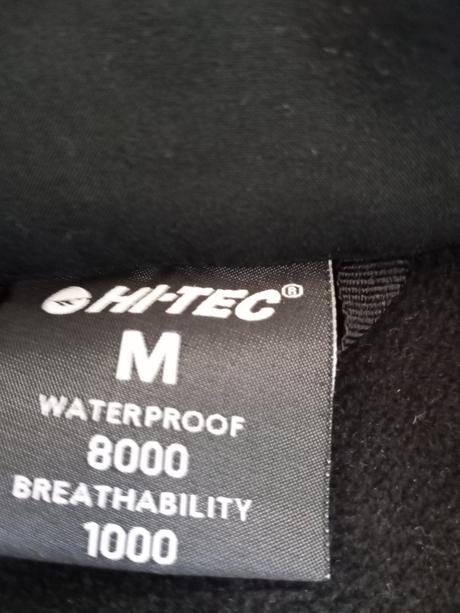 HI-TEC®
M
WATERPROOF
8000
BREATHABILITY
1000